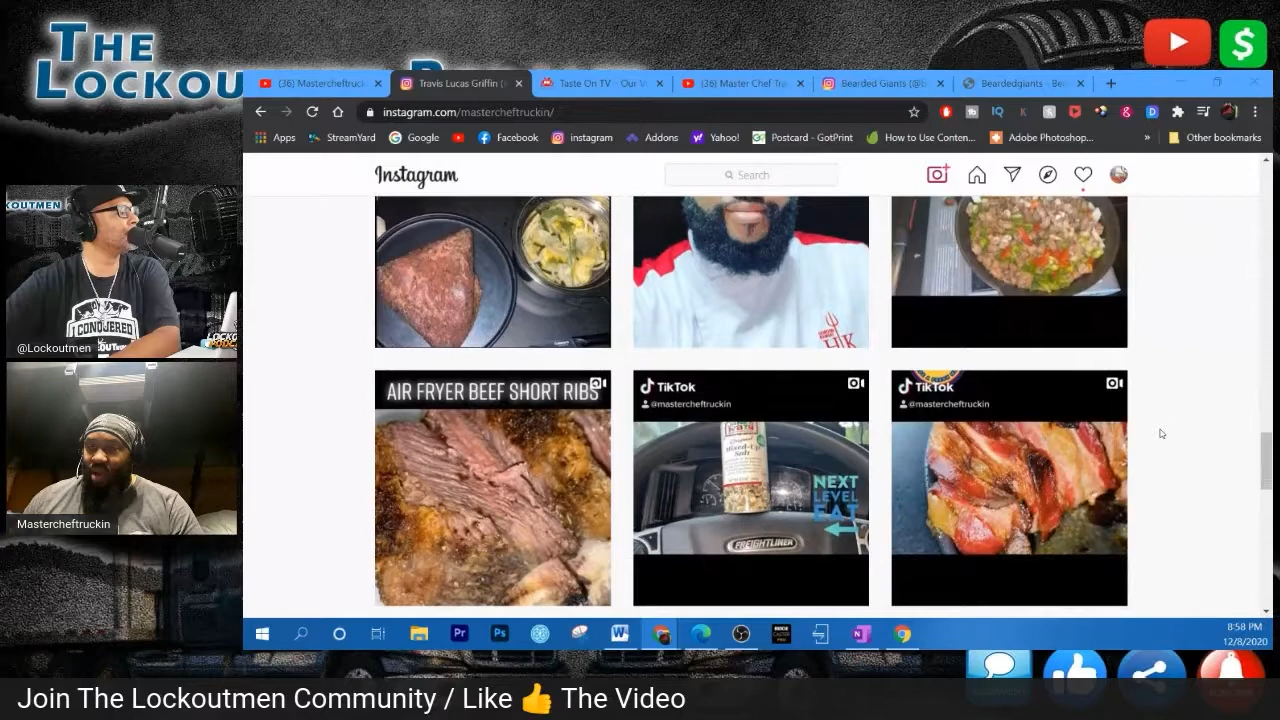 THE
LOCKOU
(36) Mastercheftruck
Travis Lucas Griffin (
Taste On TV - Our
(36) Master Chef Tru
Bearded Giants (@
Beardedgiants - Be
instagram.com/mastercheftruckin/
Apps
StreamYard
Google
Facebook
instagram
Addons
Yahoo!
Postcard - GotPrint
How to Use Conten...
Adobe Photoshop...
Other bookmarks
Instagram
Search
KOUTMEN
I CONQUERED
@Lockoutmen
HK
AIR FRYER BEEF SHORT RIBS
TikTok
@mastercheftruckin
TikTok
@mastercheftruckin
NEXT
LEVEL
EAT
FREIGHTLINER
Mastercheftruckin
8:58 PM
12/8/2020
Join The Lockoutmen Community / Like 👍 The Video